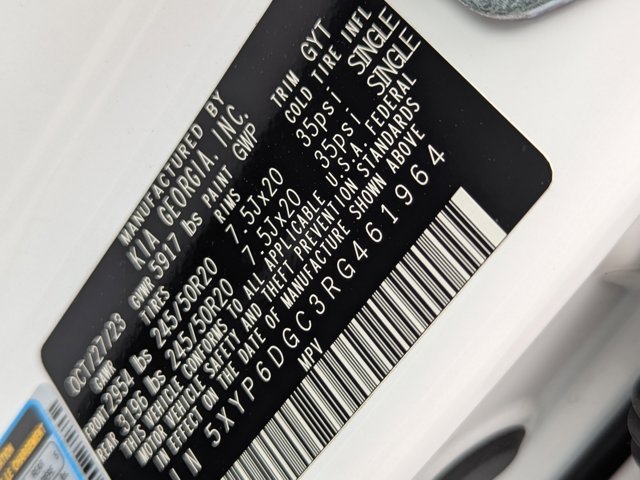 MANUFACTURED BY
KIA GEORGIA. INC.
OCT/27/23 GVWR 5917 lbs PAINT GWP TRIM GYT
GAWR TIRES RIMS COLD TIRE INFL
FRONT 2954 lbs 245/50R20 7.5Jx20 35psi SINGLE
REAR 3196 lbs 245/50R20 7.5Jx20 35psi SINGLE
THIS VEHICLE CONFORMS TO ALL APPLICABLE U.S.A. FEDERAL
MOTOR VEHICLE SAFETY AND THEFT PREVENTION STANDARDS
IN EFFECT ON THE DATE OF MANUFACTURE SHOWN ABOVE
I N 5XYP6DGC3RG461964
MPV